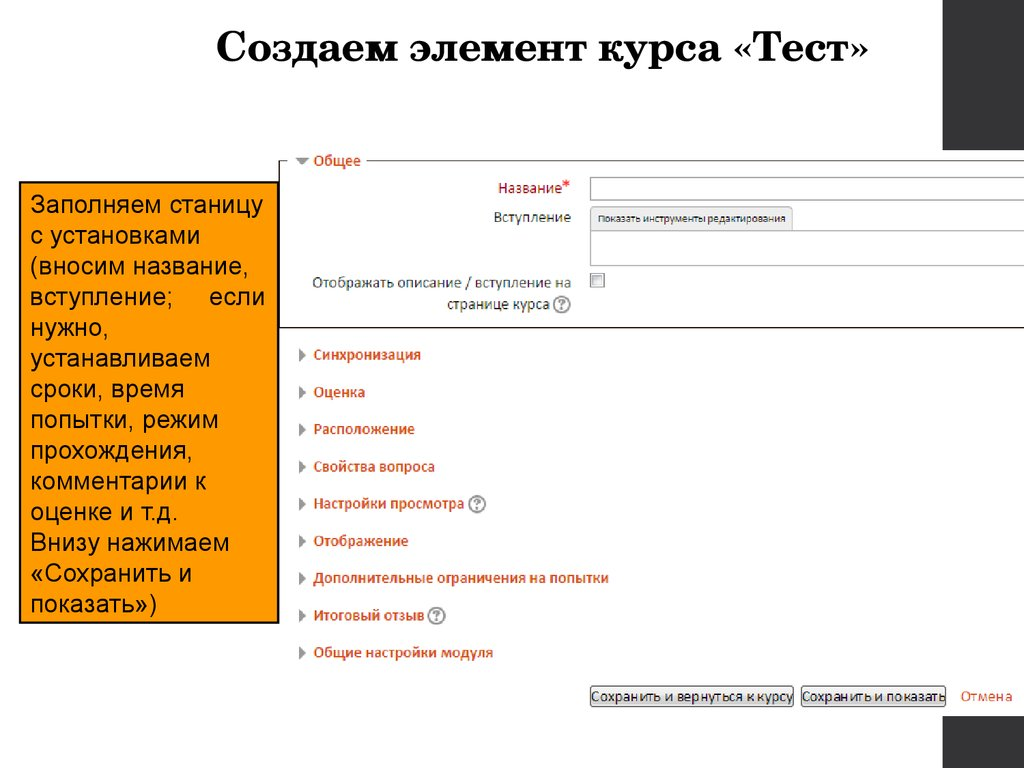 Создаем элемент курса «Тест»
Заполняем станицу
с установками
(вносим название,
вступление; если
нужно,
устанавливаем
сроки, время
попытки, режим
прохождения,
комментарии к
оценке и т.д.
Внизу нажимаем
«Сохранить и
показать»)
Общее
Название*
Вступление
Показать инструменты редактирования
Отображать описание / вступление на
странице курса ?
Синхронизация
Оценка
Расположение
Свойства вопроса
Настройки просмотра ?
Отображение
Дополнительные ограничения на попытки
Итоговый отзыв ?
Общие настройки модуля
Сохранить и вернуться к курсу Сохранить и показать Отмена